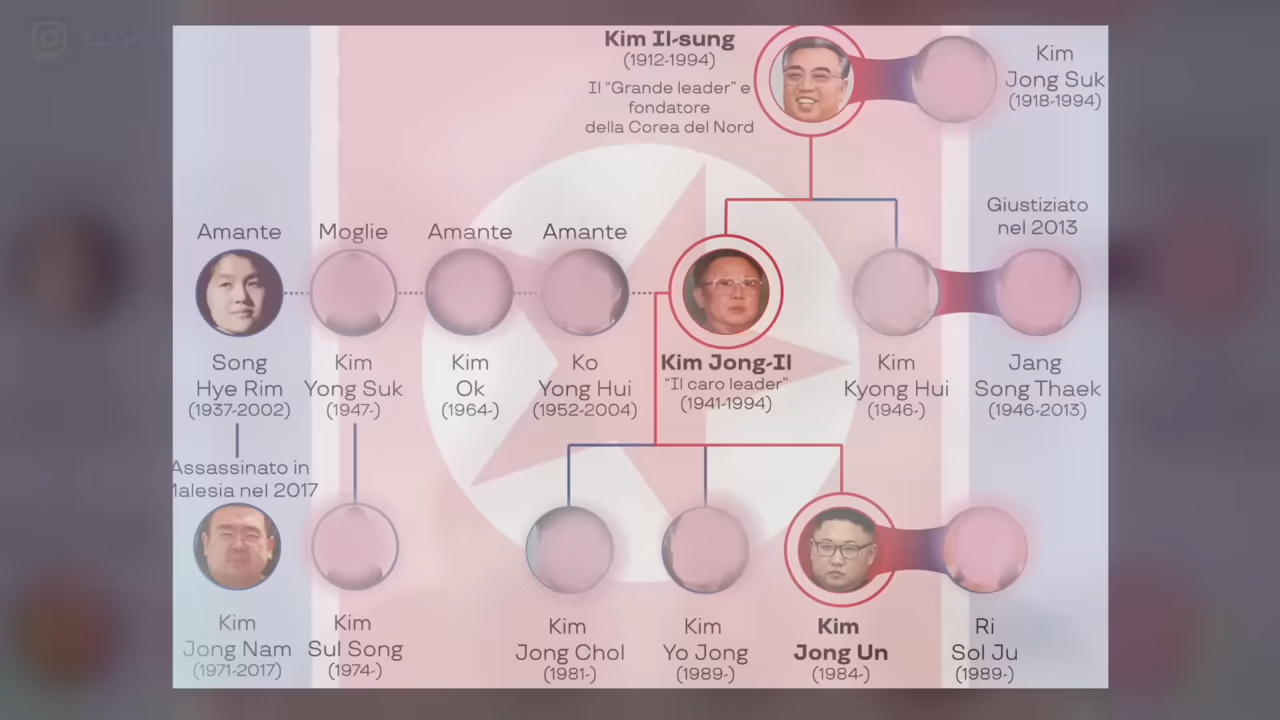 Kim Il-sung
(1912-1994)
Il “Grande leader” e
fondatore
della Corea del Nord
Kim
Jong Suk
(1918-1994)
Giustiziato
nel 2013
Amante
Moglie
Amante
Amante
Song
Hye Rim
(1937-2002)
Kim
Yong Suk
(1947-)
Kim
Ok
(1964-)
Ko
Yong Hui
(1952-2004)
Kim Jong-Il
“Il caro leader”
(1941-1994)
Kim
Kyong Hui
(1946-)
Jang
Song Thaek
(1946-2013)
Assassinato in
Malesia nel 2017
Kim
Jong Nam
(1971-2017)
Kim
Sul Song
(1974-)
Kim
Jong Chol
(1981-)
Kim
Yo Jong
(1989-)
Kim
Jong Un
(1984-)
Ri
Sol Ju
(1989-)